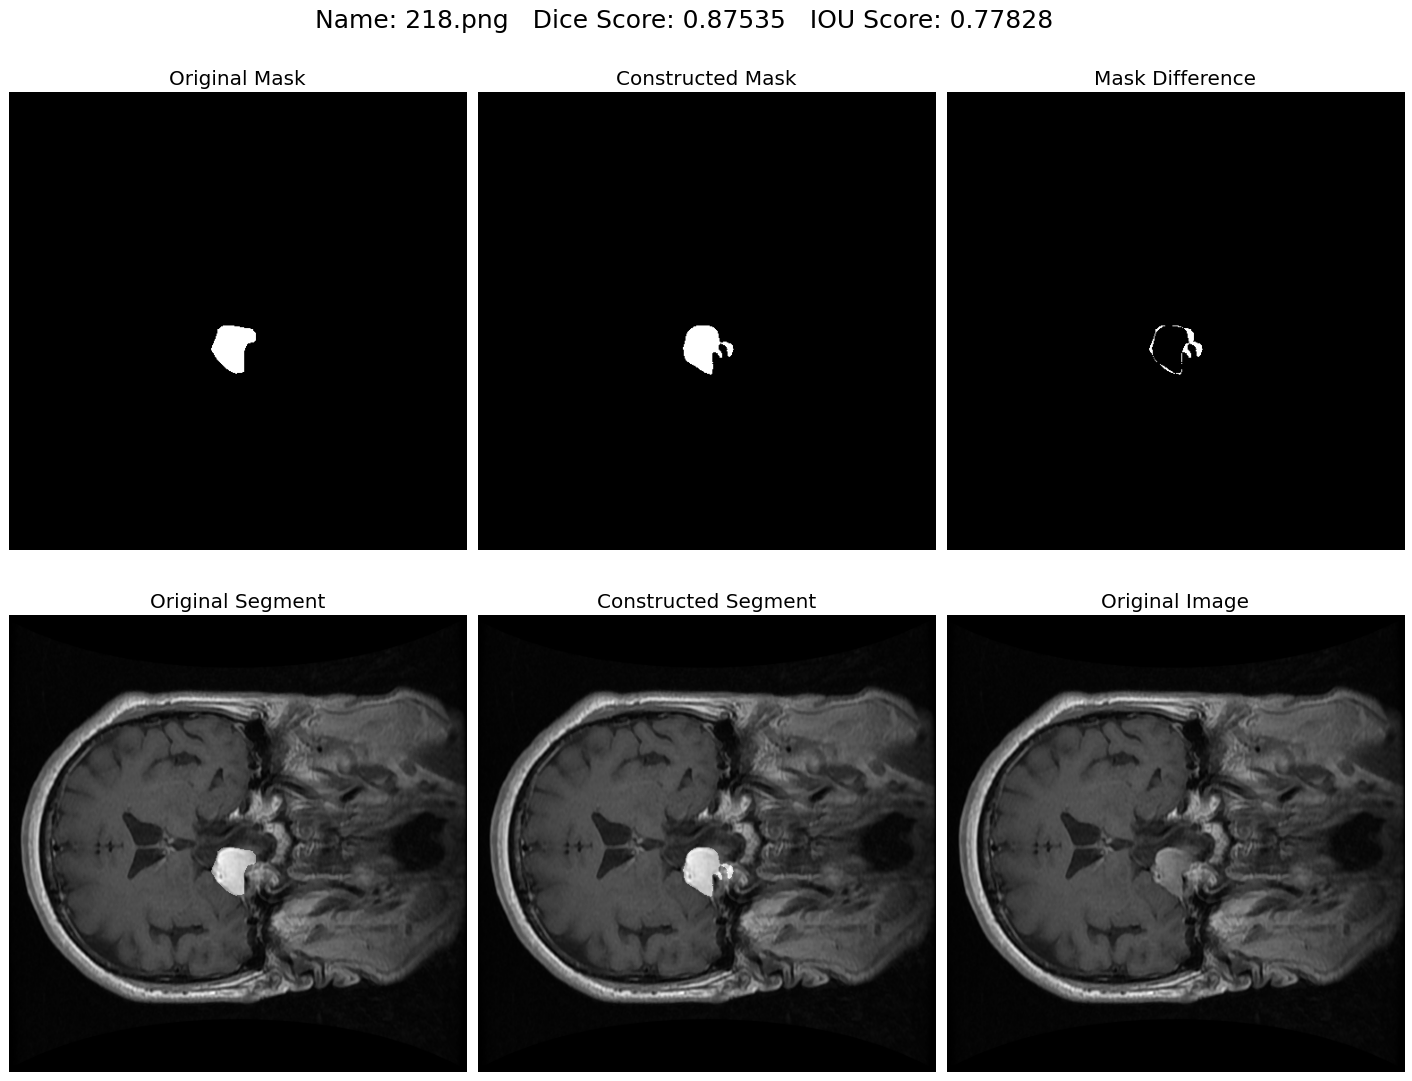 Name: 218.png   Dice Score: 0.87535   IOU Score: 0.77828
Original Mask
Constructed Mask
Mask Difference
Original Segment
Constructed Segment
Original Image